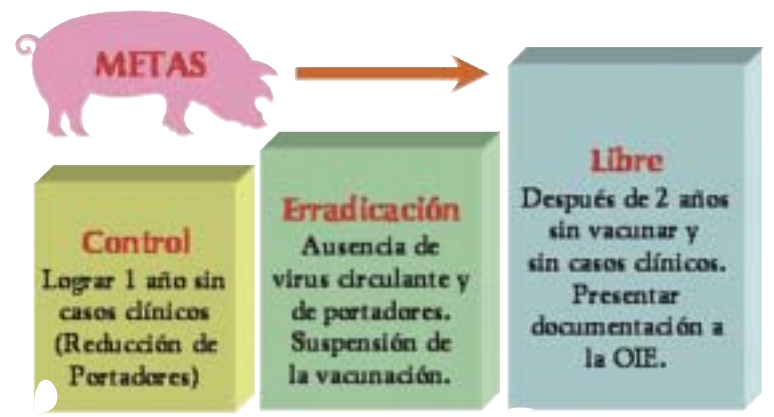 METAS
Control
Lograr 1 año sin
casos clínicos
(Reducción de
Portadores)
Erradicación
Ausencia de
virus circulante y
de portadores.
Suspensión de
la vacunación.
Libre
Después de 2 años
sin vacunar y
sin casos clínicos.
Presentar
documentación a
la OIE.